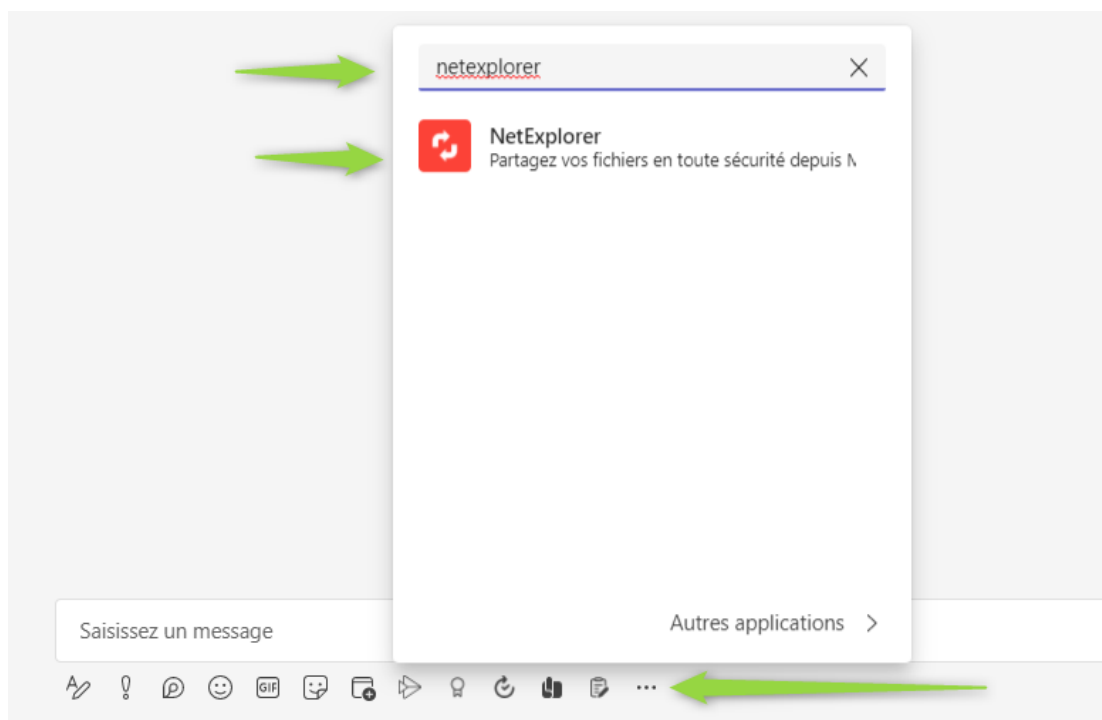 netexplorer
NetExplorer
Partagez vos fichiers en toute sécurité depuis
Autres applications
Saisissez un message
GIF